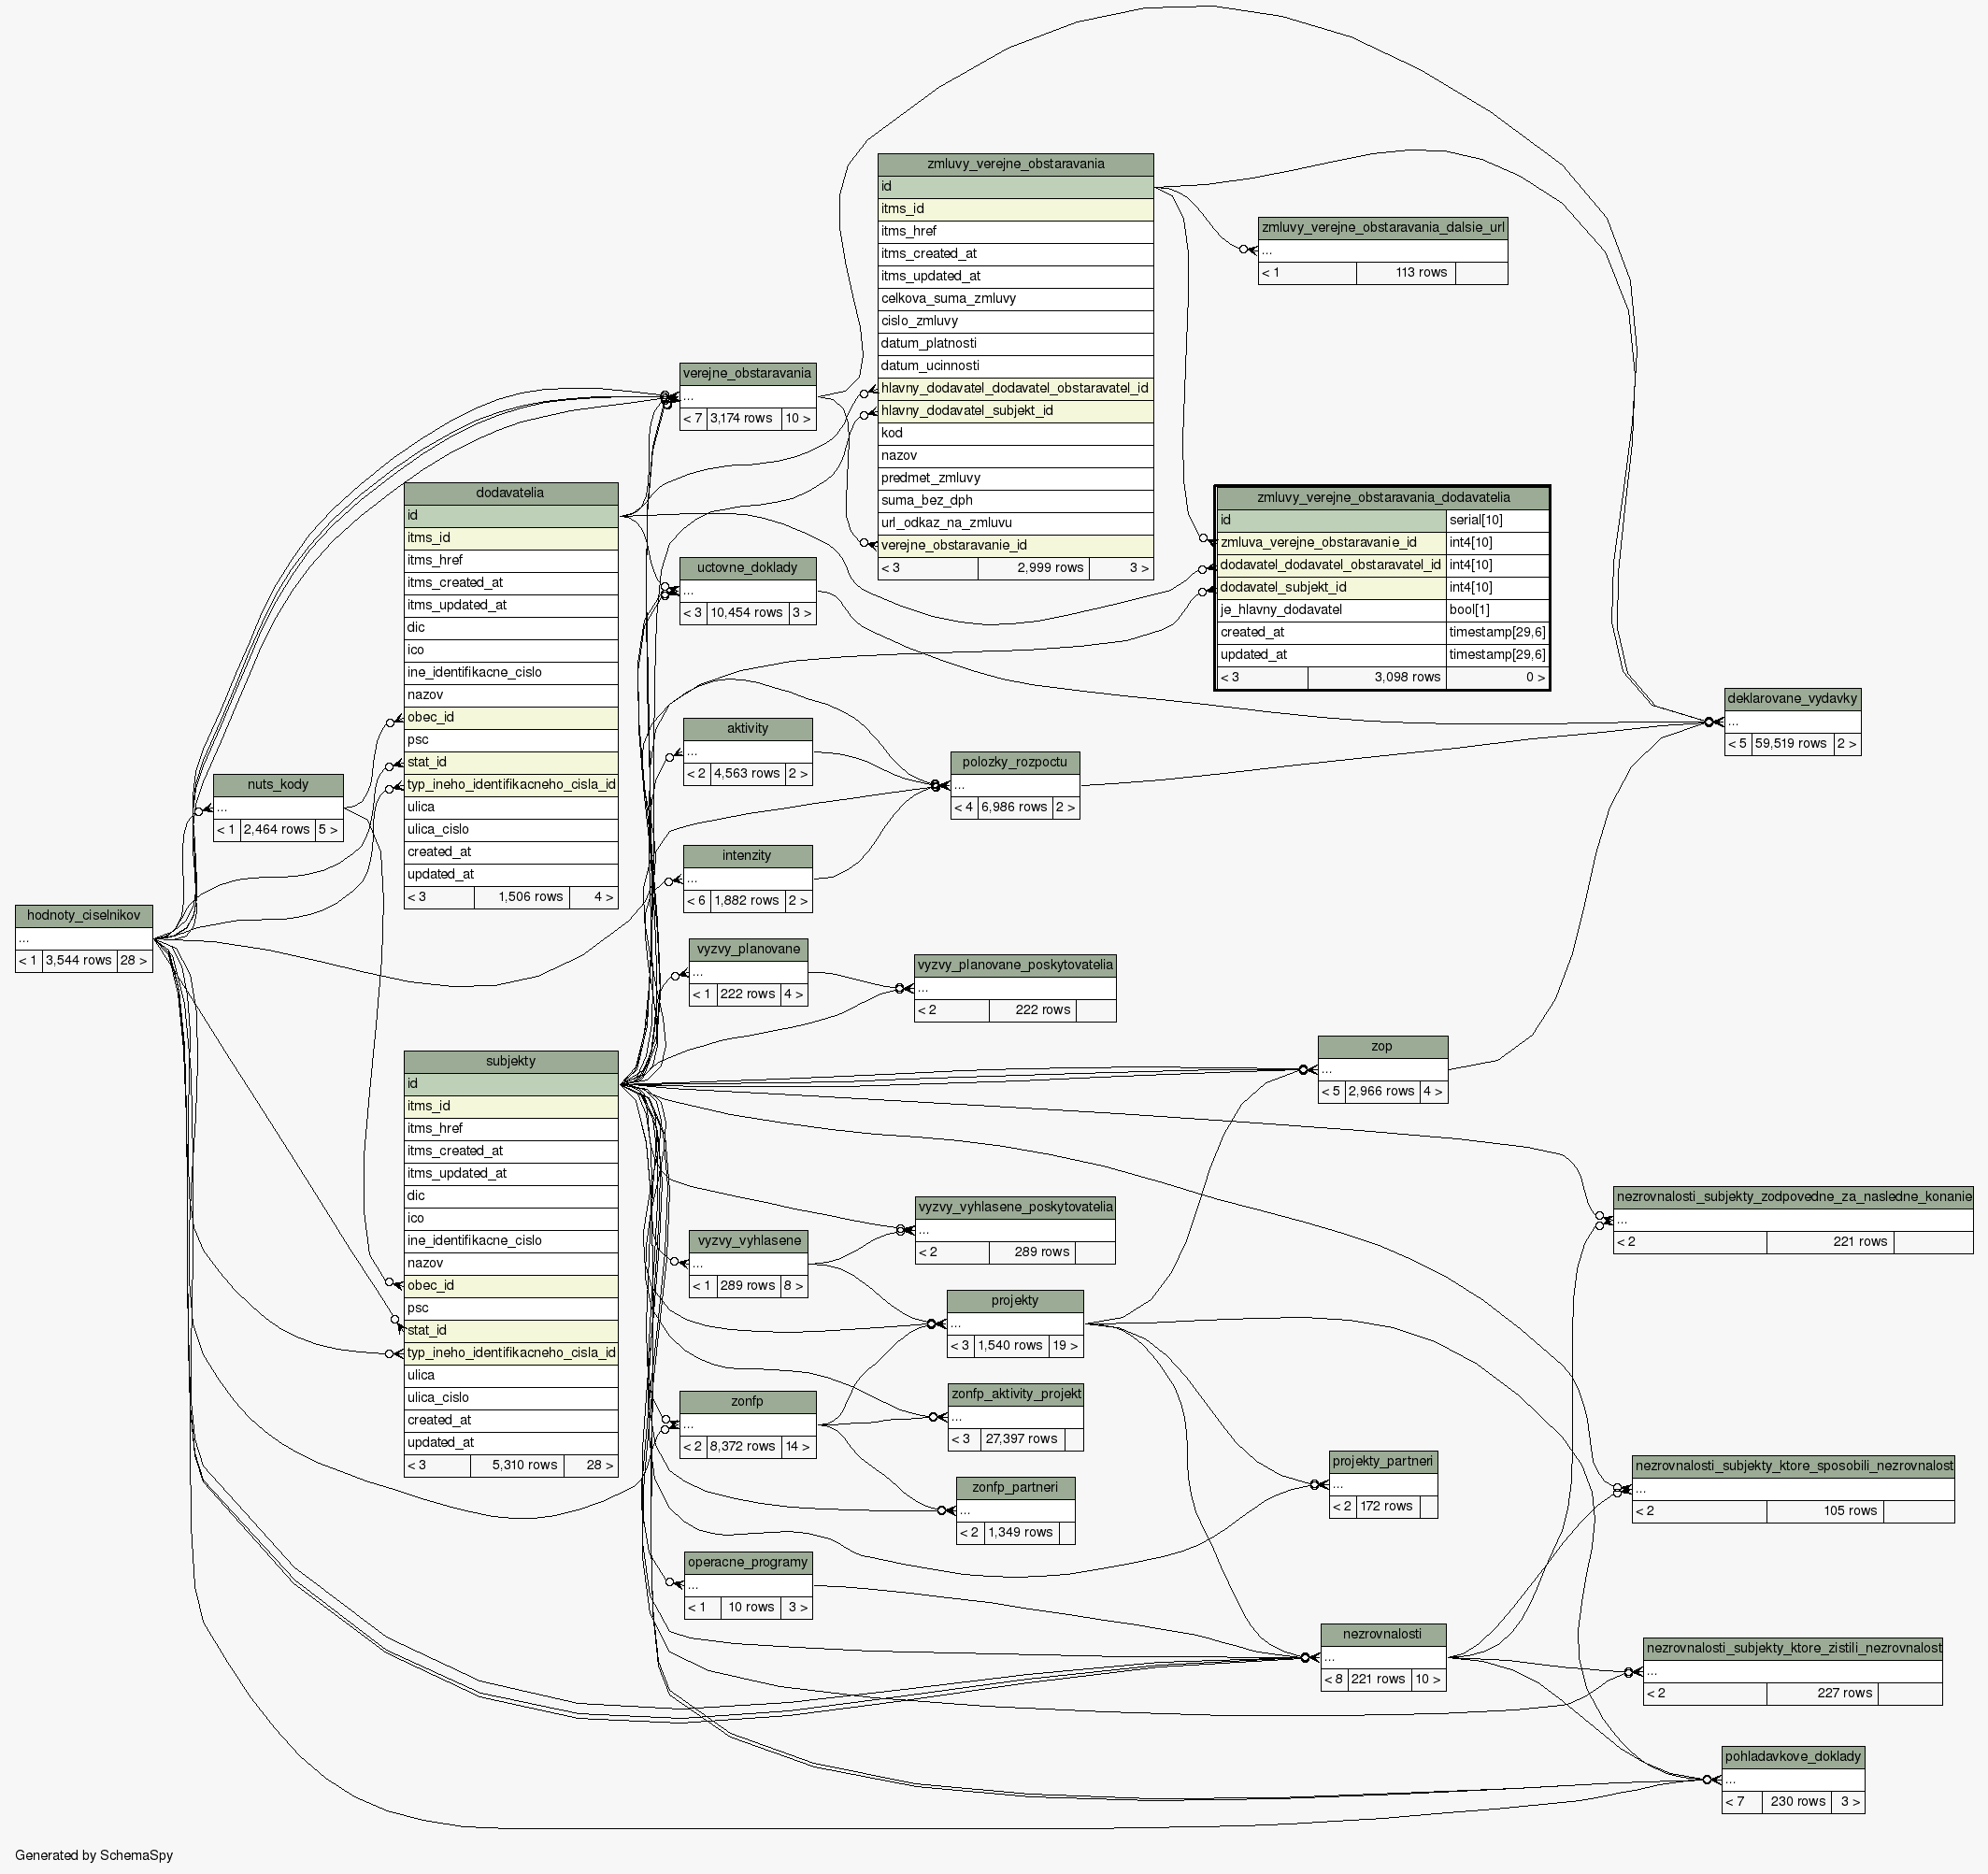 zmluvy_verejne_obstaravania
id
itms_id
itms_href
itms_created_at
itms_updated_at
celkova_suma_zmluvy
cislo_zmluvy
datum_platnosti
datum_ucinnosti
hlavny_dodavatel_dodavatel_obstaravatel_id
hlavny_dodavatel_subjekt_id
kod
nazov
predmet_zmluvy
suma_bez_dph
url_odkaz_na_zmluvu
verejne_obstaravanie_id
< 3 2,999 rows 3 >
zmluvy_verejne_obstaravania_dalsie_url
...
< 1 113 rows
verejne_obstaravania
...
< 7 3,174 rows 10 >
dodavatelia
id
itms_id
itms_href
itms_created_at
itms_updated_at
dic
ico
ine_identifikacne_cislo
nazov
obec_id
psc
stat_id
typ_ineho_identifikacneho_cisla_id
ulica
ulica_cislo
created_at
updated_at
< 3 1,506 rows 4 >
zmluvy_verejne_obstaravania_dodavatelia
id serial[10]
zmluva_verejne_obstaravanie_id int4[10]
dodavatel_dodavatel_obstaravatel_id int4[10]
dodavatel_subjekt_id int4[10]
je_hlavny_dodavatel bool[1]
created_at timestamp[29,6]
updated_at timestamp[29,6]
< 3 3,098 rows 0 >
uctovne_doklady
...
< 3 10,454 rows 3 >
deklarovane_vydavky
...
< 5 59,519 rows 2 >
aktivity
...
< 2 4,563 rows 2 >
polozky_rozpoctu
...
< 4 6,986 rows 2 >
nuts_kody
...
< 1 2,464 rows 5 >
intenzity
...
< 6 1,882 rows 2 >
hodnoty_ciselnikov
...
< 1 3,544 rows 28 >
vyzvy_planovane
...
< 1 222 rows 4 >
vyzvy_planovane_poskytovatelia
...
< 2 222 rows
zop
...
< 5 2,966 rows 4 >
subjekty
id
itms_id
itms_href
itms_created_at
itms_updated_at
dic
ico
ine_identifikacne_cislo
nazov
obec_id
psc
stat_id
typ_ineho_identifikacneho_cisla_id
ulica
ulica_cislo
created_at
updated_at
< 3 5,310 rows 28 >
nezrovnalosti_subjekty_zodpovedne_za_nasledne_konanie
...
< 2 221 rows
vyzvy_vyhlasene_poskytovatelia
...
< 2 289 rows
vyzvy_vyhlasene
...
< 1 289 rows 8 >
projekty
...
< 3 1,540 rows 19 >
zonfp_aktivity_projekt
...
< 3 27,397 rows
zonfp
...
< 2 8,372 rows 14 >
projekty_partneri
...
< 2 172 rows
nezrovnalosti_subjekty_ktore_sposobili_nezrovnalost
...
< 2 105 rows
zonfp_partneri
...
< 2 1,349 rows
operacne_programy
...
< 1 10 rows 3 >
nezrovnalosti
...
< 8 221 rows 10 >
nezrovnalosti_subjekty_ktore_zistili_nezrovnalost
...
< 2 227 rows
pohladavkove_doklady
...
< 7 230 rows 3 >
Generated by SchemaSpy